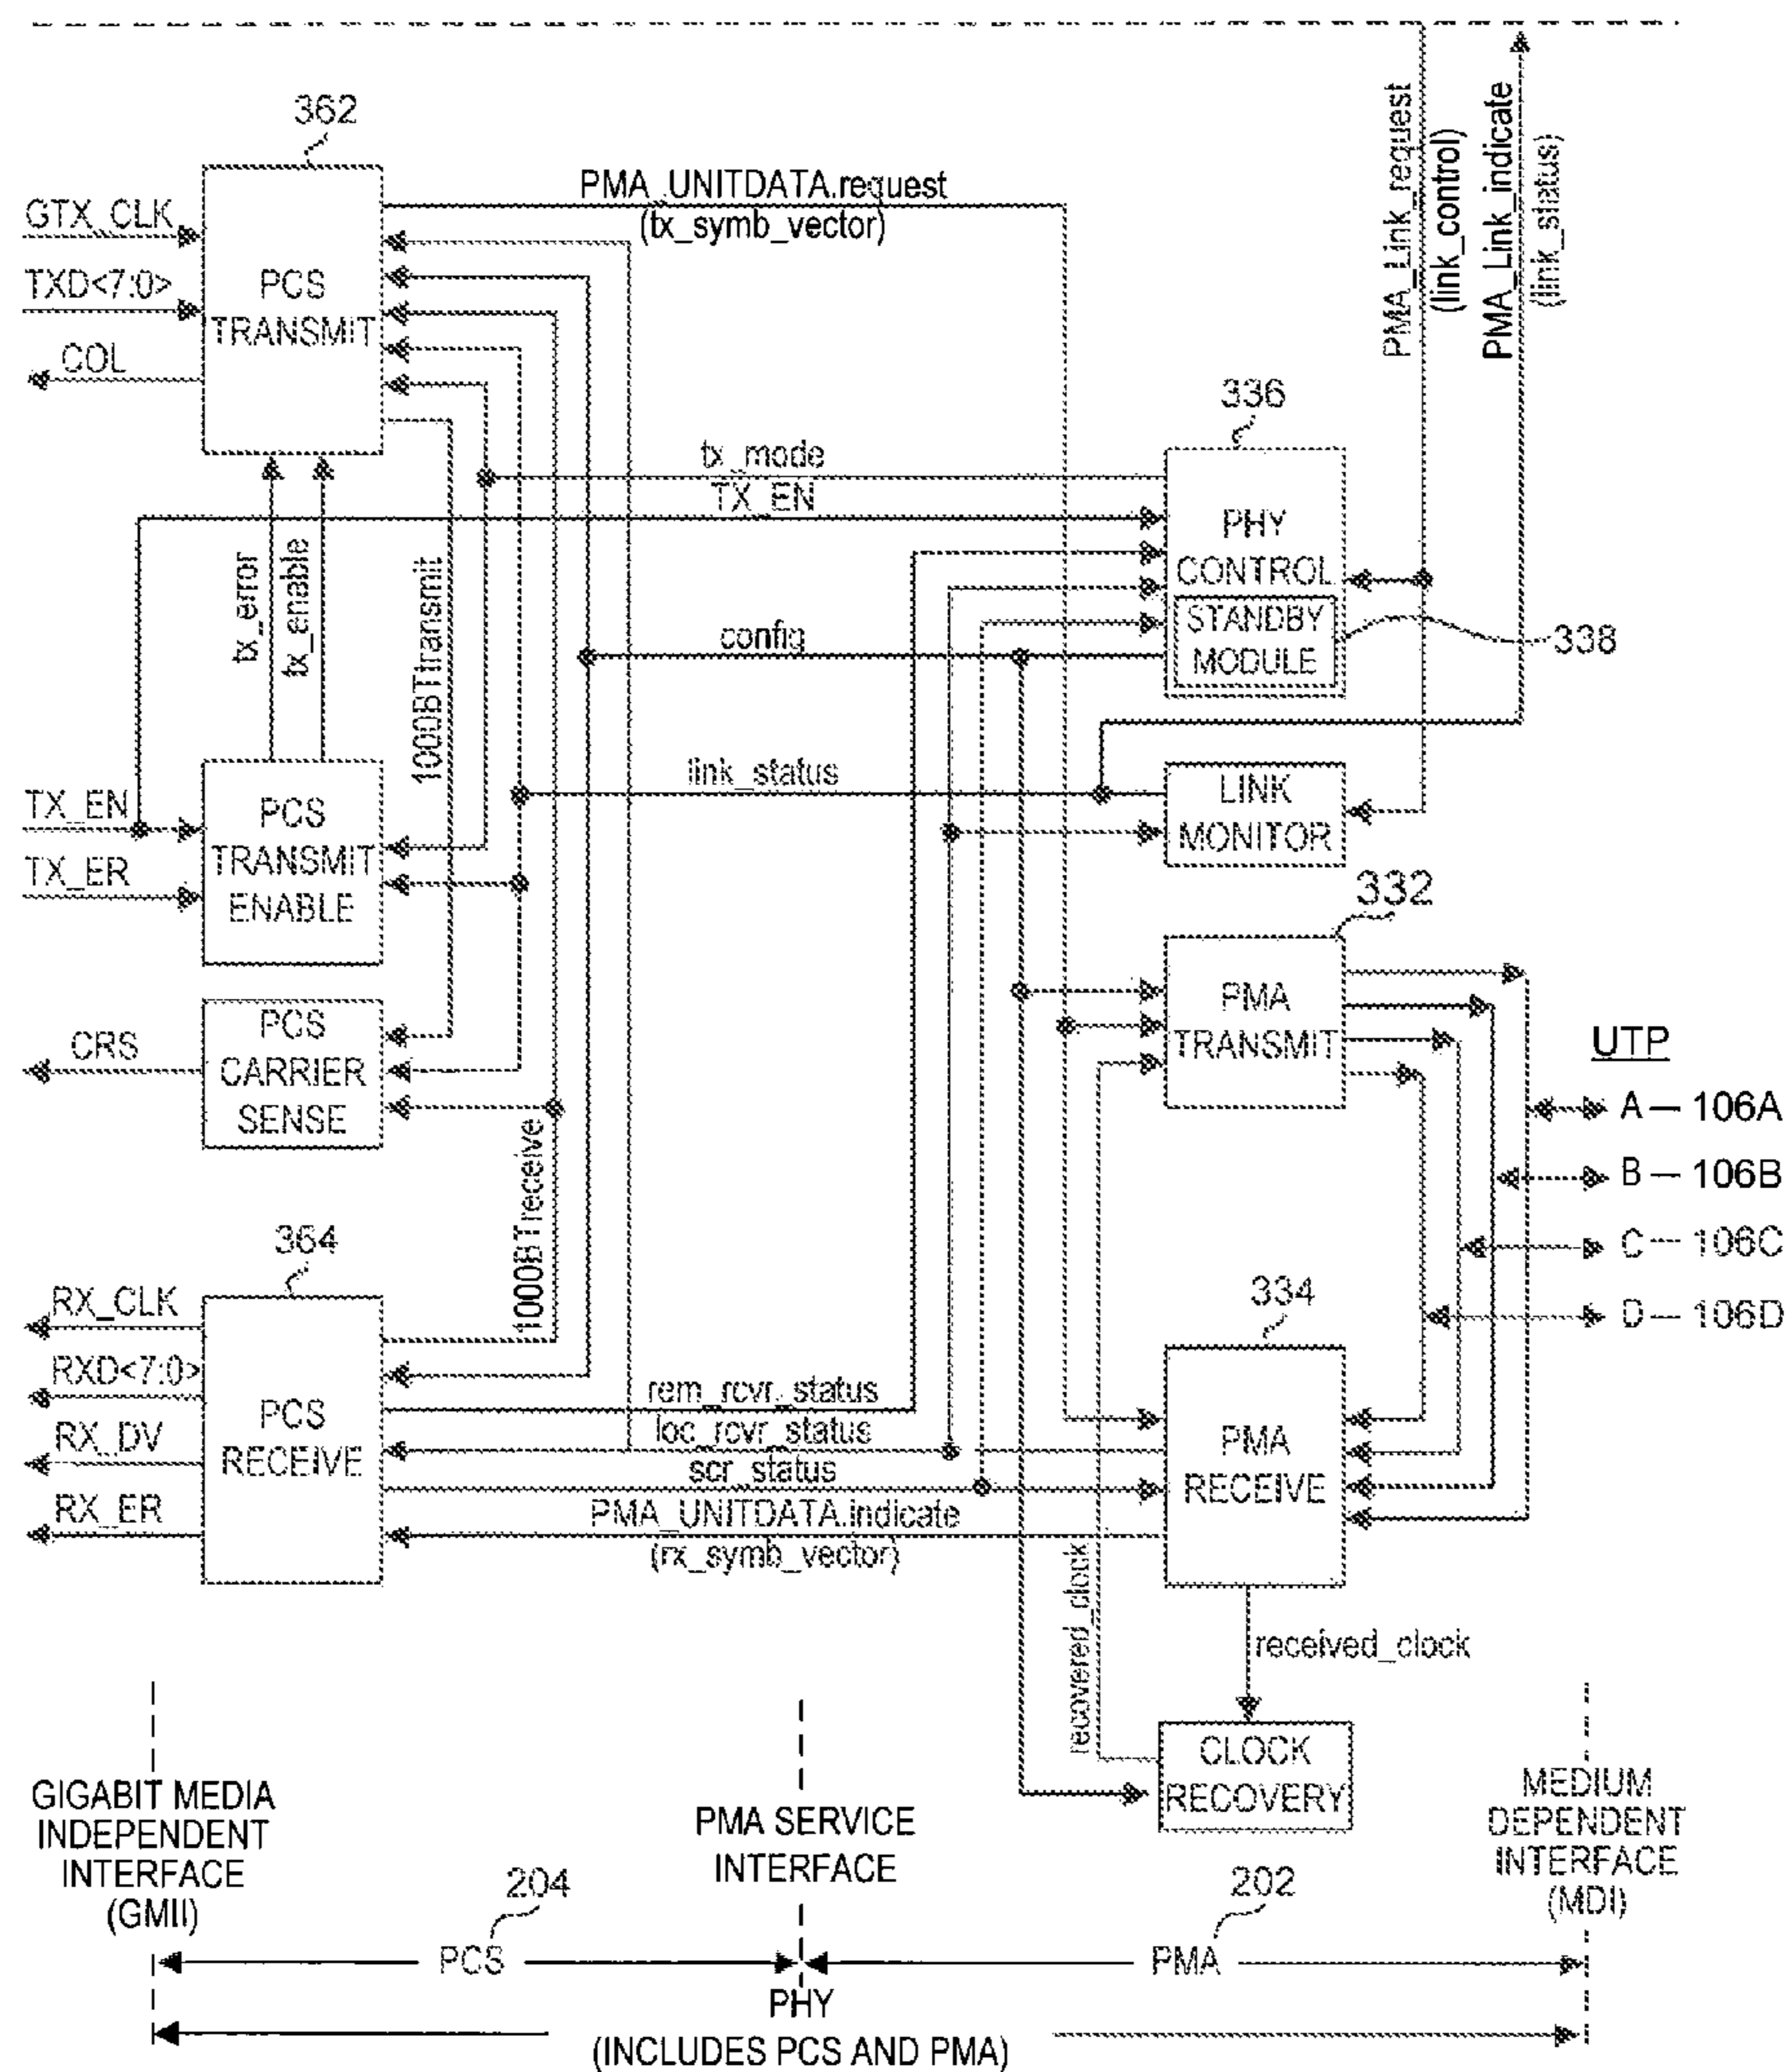 362
PMA_UNITDATA.request
(tx_symb_vector)
PMA_Link_request
(link_control)
PMA_Link_indicate
(link_status)
GTX_CLK
TXD<7:0>
COL
PCS
TRANSMIT
336
tx_mode
TX_EN
PHY
CONTROL
STANDBY
MODULE
338
tx_error
tx_enable
1000BTtransmit
config
link_status
LINK
MONITOR
TX_EN
TX_ER
PCS
TRANSMIT
ENABLE
332
PMA
TRANSMIT
UTP
CRS
PCS
CARRIER
SENSE
A — 106A
B — 106B
C — 106C
D — 106D
1000BTreceive
364
334
RX_CLK
RXD<7:0>
RX_DV
RX_ER
PCS
RECEIVE
rem_rcvr_status
loc_rcvr_status
scr_status
PMA_UNITDATA.indicate
(rx_symb_vector)
PMA
RECEIVE
recovered_clock
received_clock
CLOCK
RECOVERY
GIGABIT MEDIA
INDEPENDENT
INTERFACE
(GMII)
PMA SERVICE
INTERFACE
MEDIUM
DEPENDENT
INTERFACE
(MDI)
204
202
PCS
PMA
PHY
(INCLUDES PCS AND PMA)